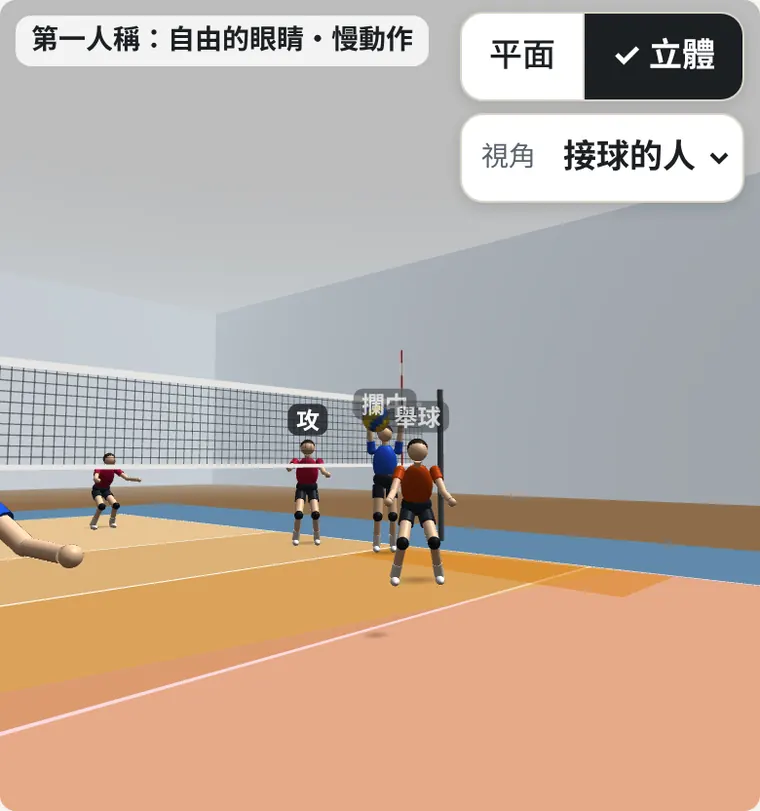 第一人稱：自由的眼睛・慢動作
平面
✓ 立體
視角 接球的人
攔中
舉球
攻